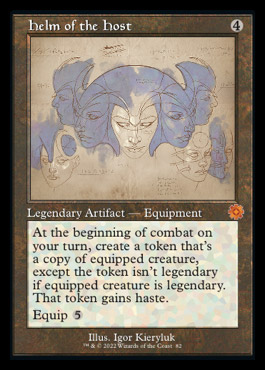 Helm of the Host 4
Legendary Artifact — Equipment
At the beginning of combat on
your turn, create a token that's
a copy of equipped creature,
except the token isn't legendary
if equipped creature is legendary.
That token gains haste.
Equip 5
Illus. Igor Kieryluk
™ & © 2022 Wizards of the Coast 82